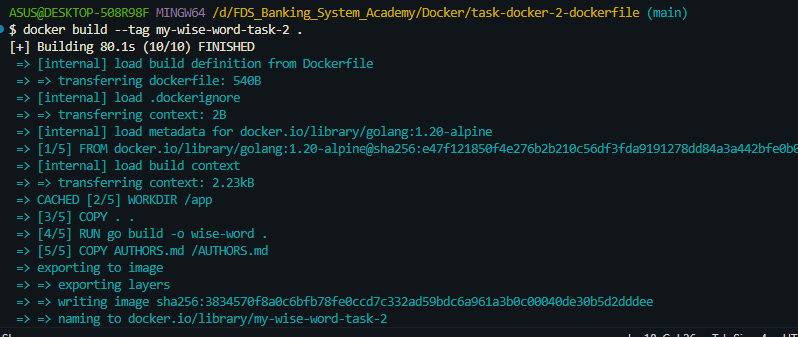 ASUS@DESKTOP-508R98F MINGW64 /d/FDS_Banking_System_Academy/Docker/task-docker-2-dockerfile (main)
$ docker build --tag my-wise-word-task-2 .
[+] Building 80.1s (10/10) FINISHED
=> [internal] load build definition from Dockerfile
=> => transferring dockerfile: 540B
=> [internal] load .dockerignore
=> => transferring context: 2B
=> [internal] load metadata for docker.io/library/golang:1.20-alpine
=> [1/5] FROM docker.io/library/golang:1.20-alpine@sha256:e47f121850f4e276b2b210c56df3fda9191278dd84a3a442bfe0b0
=> [internal] load build context
=> => transferring context: 2.23kB
=> CACHED [2/5] WORKDIR /app
=> [3/5] COPY . .
=> [4/5] RUN go build -o wise-word .
=> [5/5] COPY AUTHORS.md /AUTHORS.md
=> exporting to image
=> => exporting layers
=> => writing image sha256:3834570f8a0c6bfb78fe0ccd7c332ad59bdc6a961a3b0c00040de30b5d2dddee
=> => naming to docker.io/library/my-wise-word-task-2